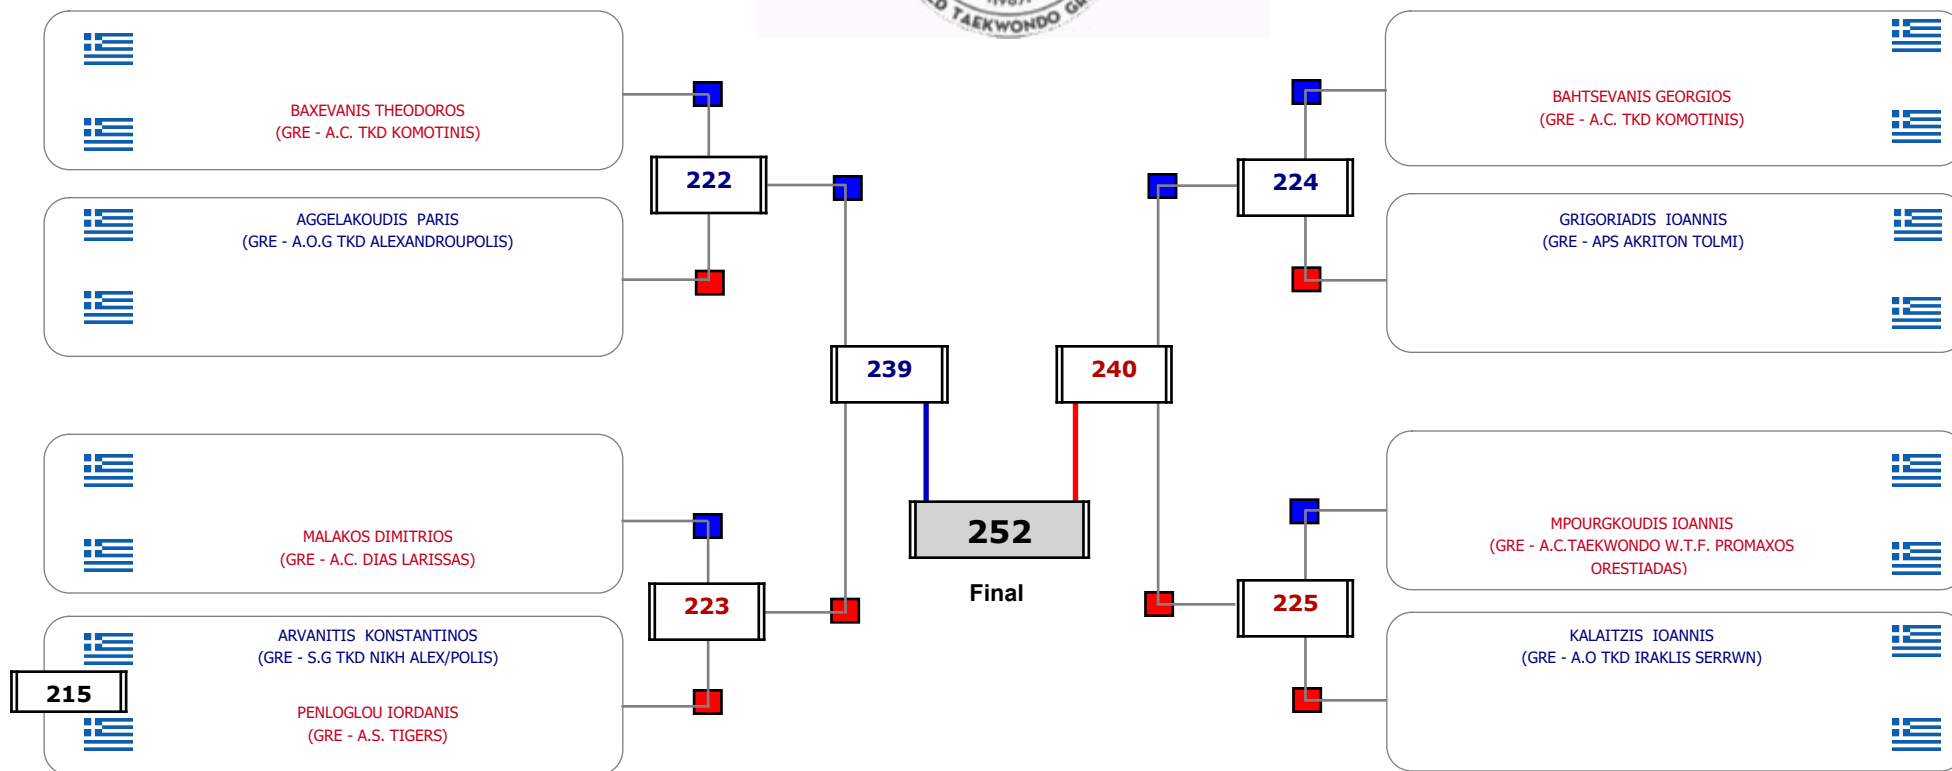 TAEKWONDO
BAXEVANIS THEODOROS
(GRE - A.C. TKD KOMOTINIS)
222
AGGELAKOUDIS PARIS
(GRE - A.O.G TKD ALEXANDROUPOLIS)
239
MALAKOS DIMITRIOS
(GRE - A.C. DIAS LARISSAS)
223
ARVANITIS KONSTANTINOS
(GRE - S.G TKD NIKH ALEX/POLIS)
215
PENLOGLOU IORDANIS
(GRE - A.S. TIGERS)
252
Final
BAHTSEVANIS GEORGIOS
(GRE - A.C. TKD KOMOTINIS)
224
GRIGORIADIS IOANNIS
(GRE - APS AKRITON TOLMI)
240
MPOURGKOUDIS IOANNIS
(GRE - A.C.TAEKWONDO W.T.F. PROMAXOS
ORESTIADAS)
225
KALAITZIS IOANNIS
(GRE - A.O TKD IRAKLIS SERRWN)